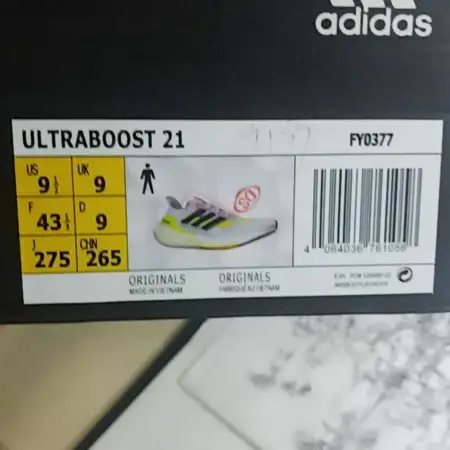 adidas
ULTRABOOST 21
FY0377
US 9½ UK 9
F 43⅓ D 9
J 275 CHN 265
4 064036 761058
ORIGINALS ORIGINALS
MADE IN VIETNAM FABRIQUE AU VIETNAM